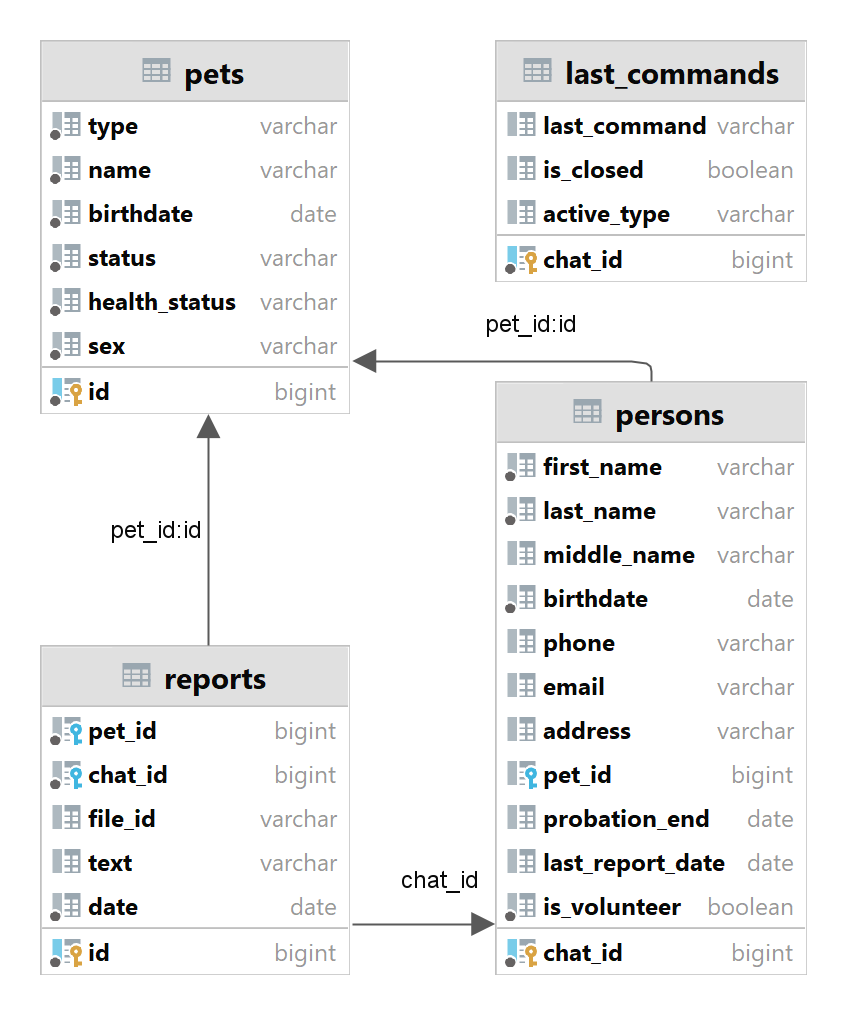 pets
type varchar
name varchar
birthdate date
status varchar
health_status varchar
sex varchar
id bigint
last_commands
last_command varchar
is_closed boolean
active_type varchar
chat_id bigint
pet_id:id
persons
first_name varchar
last_name varchar
middle_name varchar
birthdate date
phone varchar
email varchar
address varchar
pet_id bigint
probation_end date
last_report_date date
is_volunteer boolean
chat_id bigint
pet_id:id
reports
pet_id bigint
chat_id bigint
file_id varchar
text varchar
date date
id bigint
chat_id